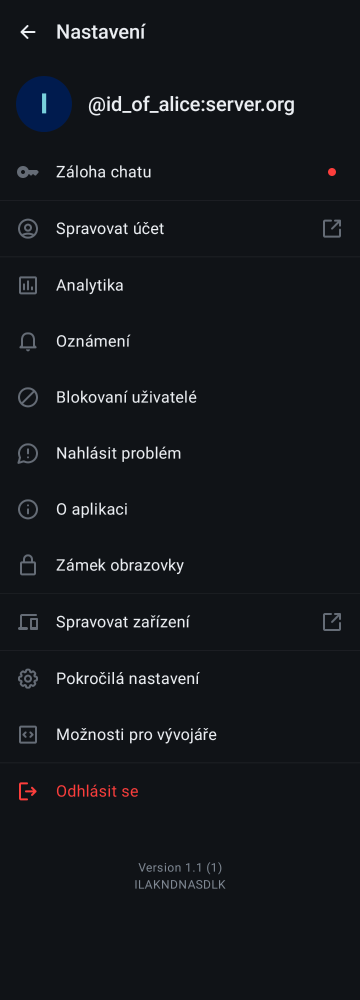 Nastavení
I
@id_of_alice:server.org
Záloha chatu
Spravovat účet
Analytika
Oznámení
Blokovaní uživatelé
Nahlásit problém
O aplikaci
Zámek obrazovky
Spravovat zařízení
Pokročilá nastavení
Možnosti pro vývojáře
Odhlásit se
Version 1.1 (1)
ILAKNDNASDLK